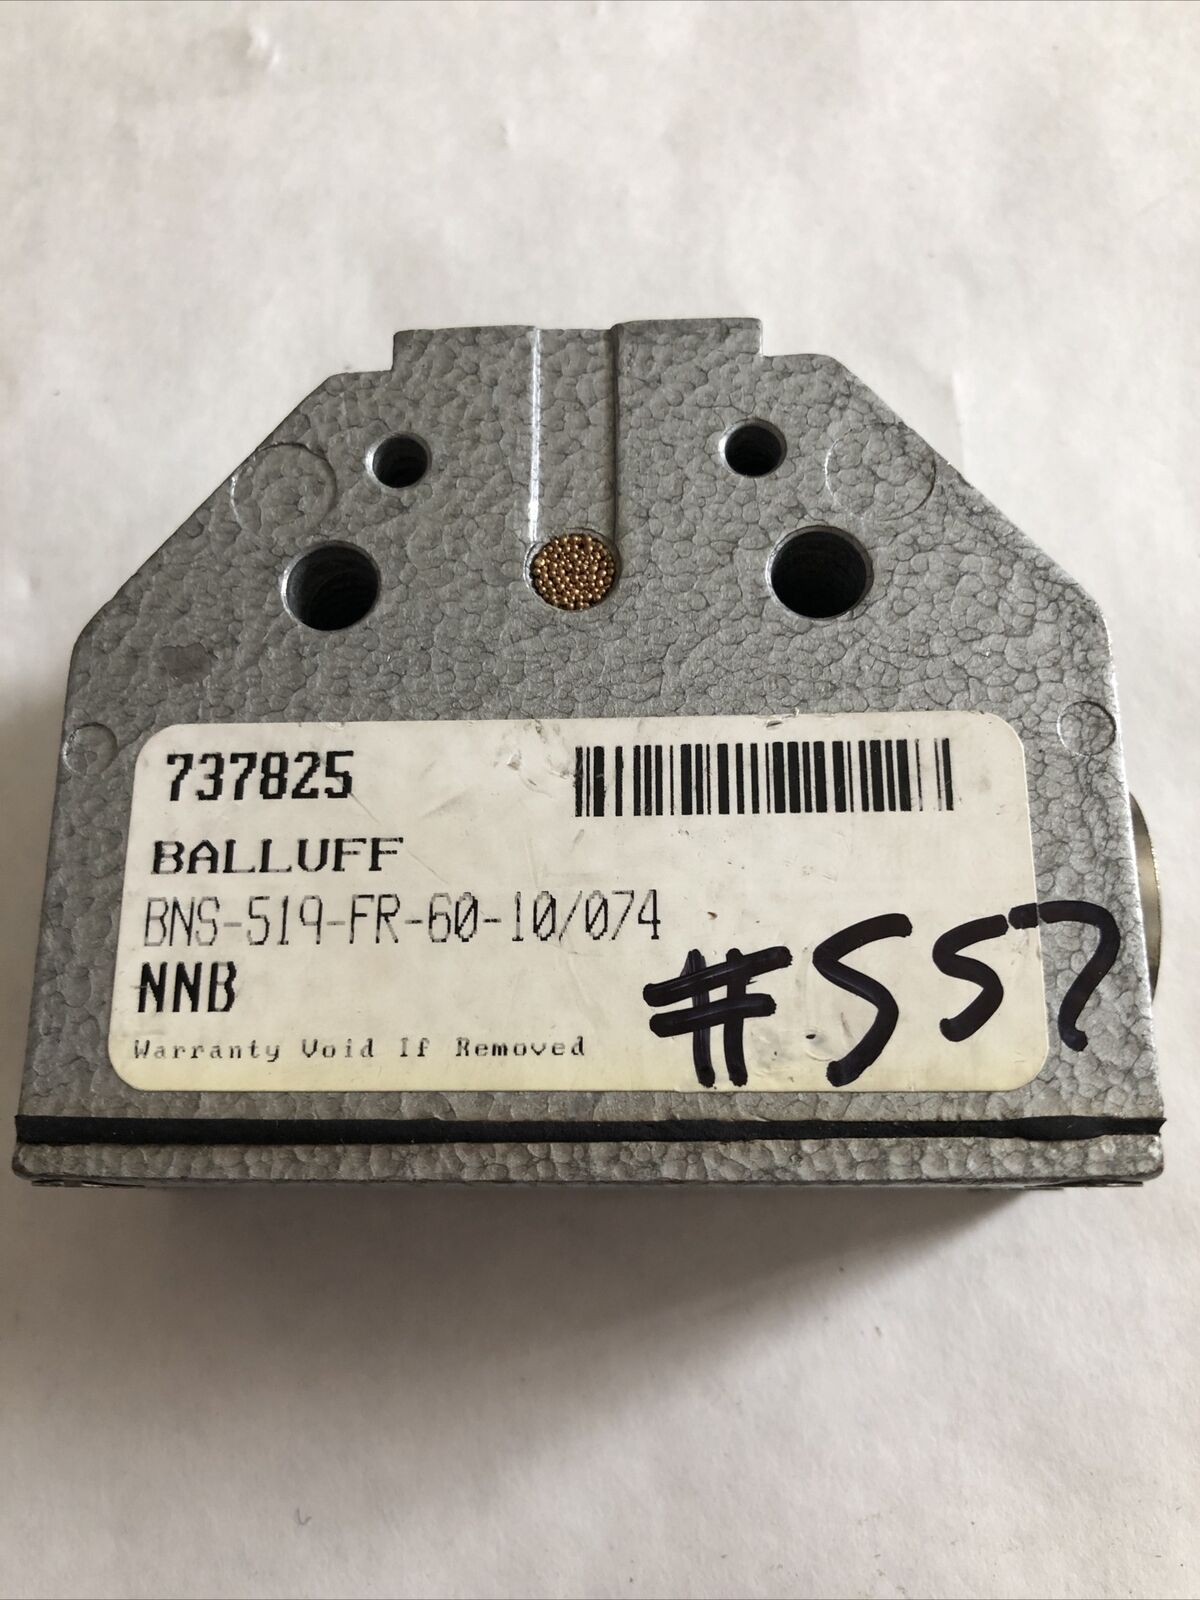 737825
BALLUFF
BNS-519-FR-60-10/074
NNB
#557
Warranty Void If Removed